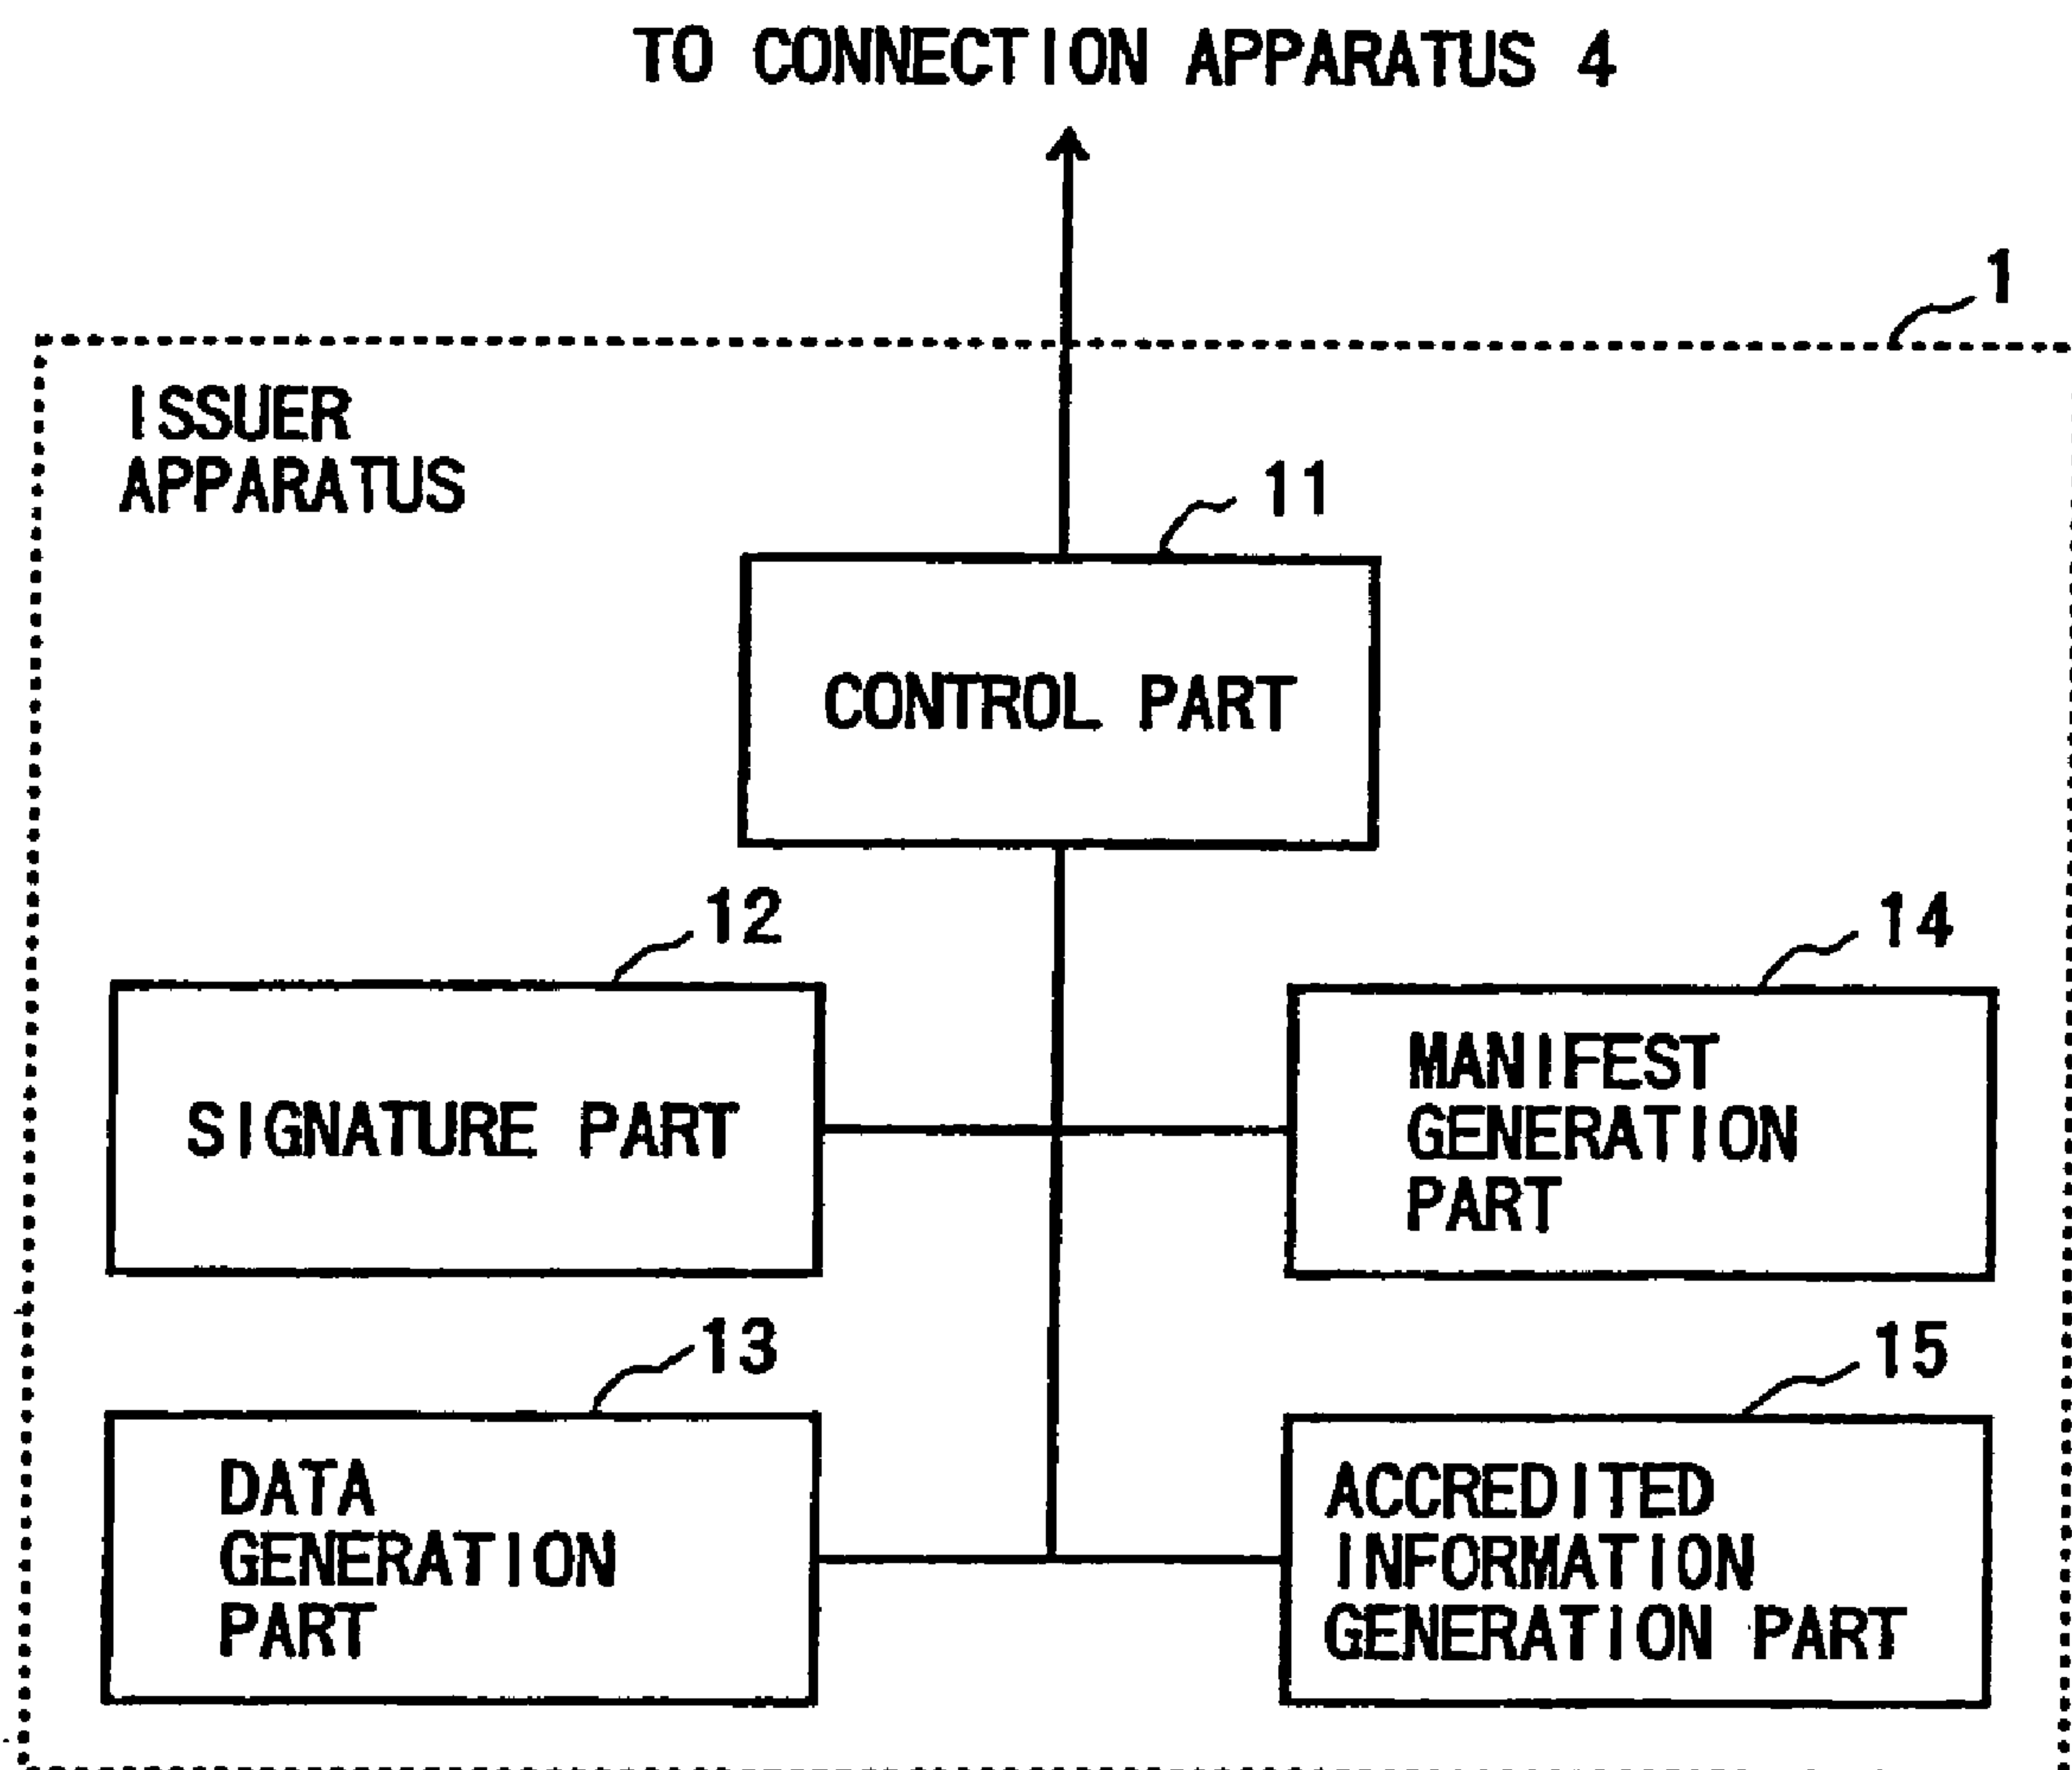 TO CONNECTION APPARATUS 4
1
ISSUER
APPARATUS
11
CONTROL PART
12
SIGNATURE PART
14
MANIFEST
GENERATION
PART
13
DATA
GENERATION
PART
15
ACCREDITED
INFORMATION
GENERATION PART